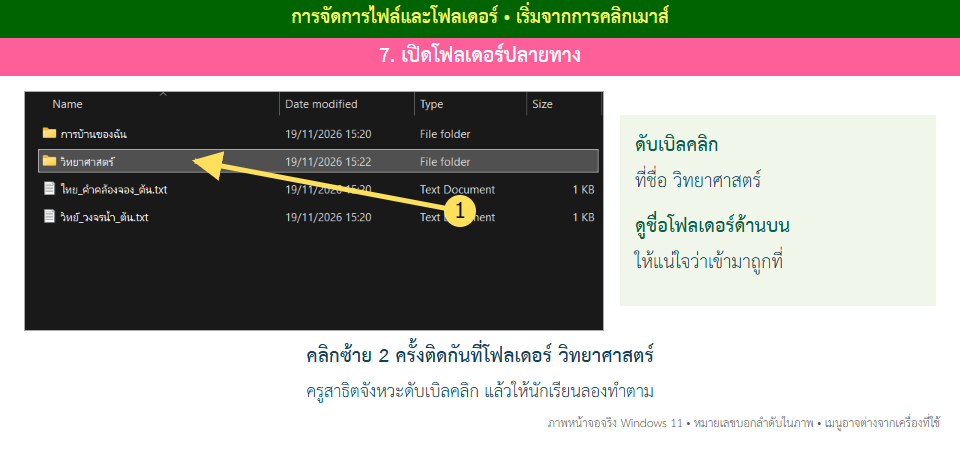 การจัดการไฟล์และโฟลเดอร์ • เริ่มจากการคลิกเมาส์
7. เปิดโฟลเดอร์ปลายทาง
Name Date modified Type Size
การบ้านของฉัน 19/11/2026 15:20 File folder
วิทยาศาสตร์ 19/11/2026 15:22 File folder
ไทย_คำคล้องจอง_ต้น.txt 19/11/2026 15:20 Text Document 1 KB
วิทย์_วงจรน้ำ_ต้น.txt 19/11/2026 15:20 Text Document 1 KB
1
ดับเบิลคลิก
ที่ชื่อ วิทยาศาสตร์
ดูชื่อโฟลเดอร์ด้านบน
ให้แน่ใจว่าเข้ามาถูกที่
คลิกซ้าย 2 ครั้งติดกันที่โฟลเดอร์ วิทยาศาสตร์
ครูสาธิตจังหวะดับเบิลคลิก แล้วให้นักเรียนลองทำตาม
ภาพหน้าจอจริง Windows 11 • หมายเลขบอกลำดับในภาพ • เมนูอาจต่างจากเครื่องที่ใช้